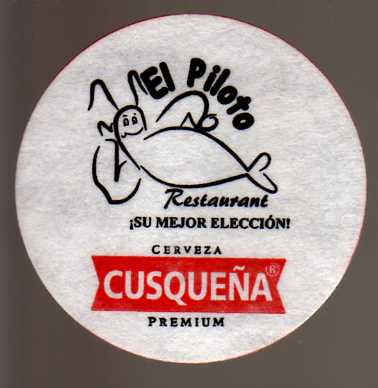 El Piloto
Restaurant
¡SU MEJOR ELECCIÓN!
CERVEZA
CUSQUEÑA®
PREMIUM